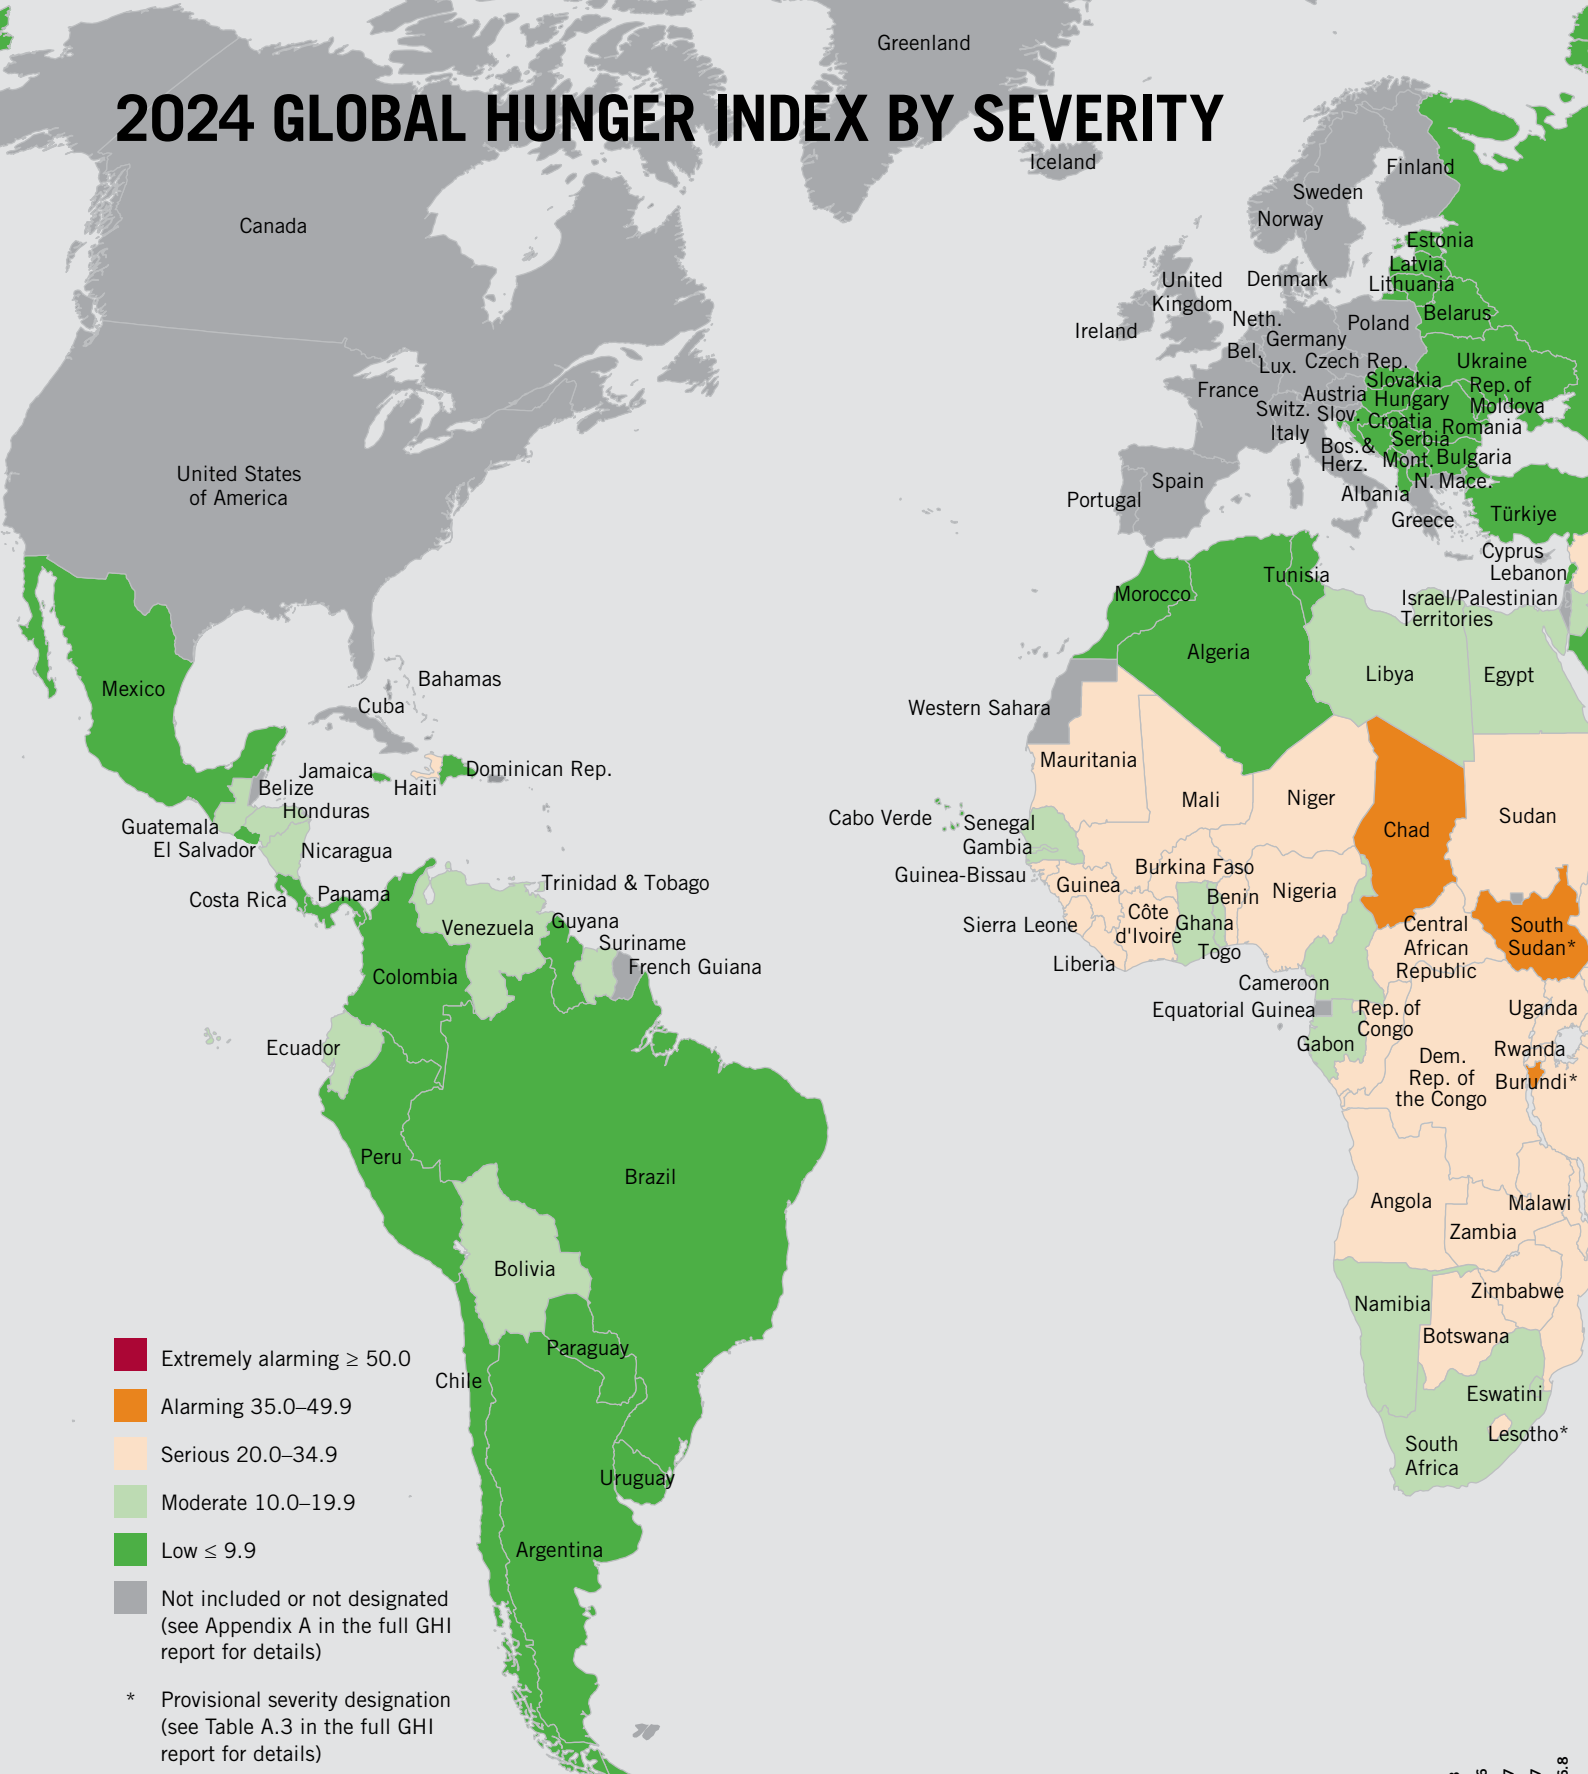 Greenland
2024 GLOBAL HUNGER INDEX BY SEVERITY
Iceland
Finland
Sweden
Norway
Canada
Estonia
Latvia
Lithuania
Denmark
United
Kingdom
Belarus
Neth.
Poland
Ireland
Germany
Bel.
Lux.
Czech Rep.
Ukraine
Slovakia
Rep. of
Moldova
France
Austria
Hungary
Switz.
Slov.
Croatia
Romania
Italy
Serbia
Bos. &
Herz.
Mont.
Bulgaria
United States
of America
Spain
N. Mace.
Portugal
Albania
Greece
Türkiye
Cyprus
Lebanon
Tunisia
Morocco
Israel/Palestinian
Territories
Algeria
Libya
Egypt
Mexico
Bahamas
Cuba
Western Sahara
Mauritania
Jamaica
Haiti
Dominican Rep.
Belize
Honduras
Mali
Niger
Chad
Sudan
Guatemala
El Salvador
Nicaragua
Cabo Verde
Senegal
Gambia
Guinea-Bissau
Burkina Faso
Guinea
Benin
Nigeria
Costa Rica
Panama
Trinidad & Tobago
Venezuela
Guyana
Suriname
French Guiana
Sierra Leone
Côte
d'Ivoire
Ghana
Togo
Liberia
Central
African
Republic
South
Sudan*
Colombia
Cameroon
Equatorial Guinea
Rep. of
Congo
Gabon
Uganda
Ecuador
Dem.
Rep. of
the Congo
Rwanda
Burundi*
Peru
Brazil
Angola
Malawi
Zambia
Bolivia
Zimbabwe
Namibia
Botswana
Paraguay
Chile
Eswatini
Lesotho*
South
Africa
Uruguay
Argentina
Extremely alarming ≥ 50.0
Alarming 35.0–49.9
Serious 20.0–34.9
Moderate 10.0–19.9
Low ≤ 9.9
Not included or not designated
(see Appendix A in the full GHI
report for details)
* Provisional severity designation
(see Table A.3 in the full GHI
report for details)